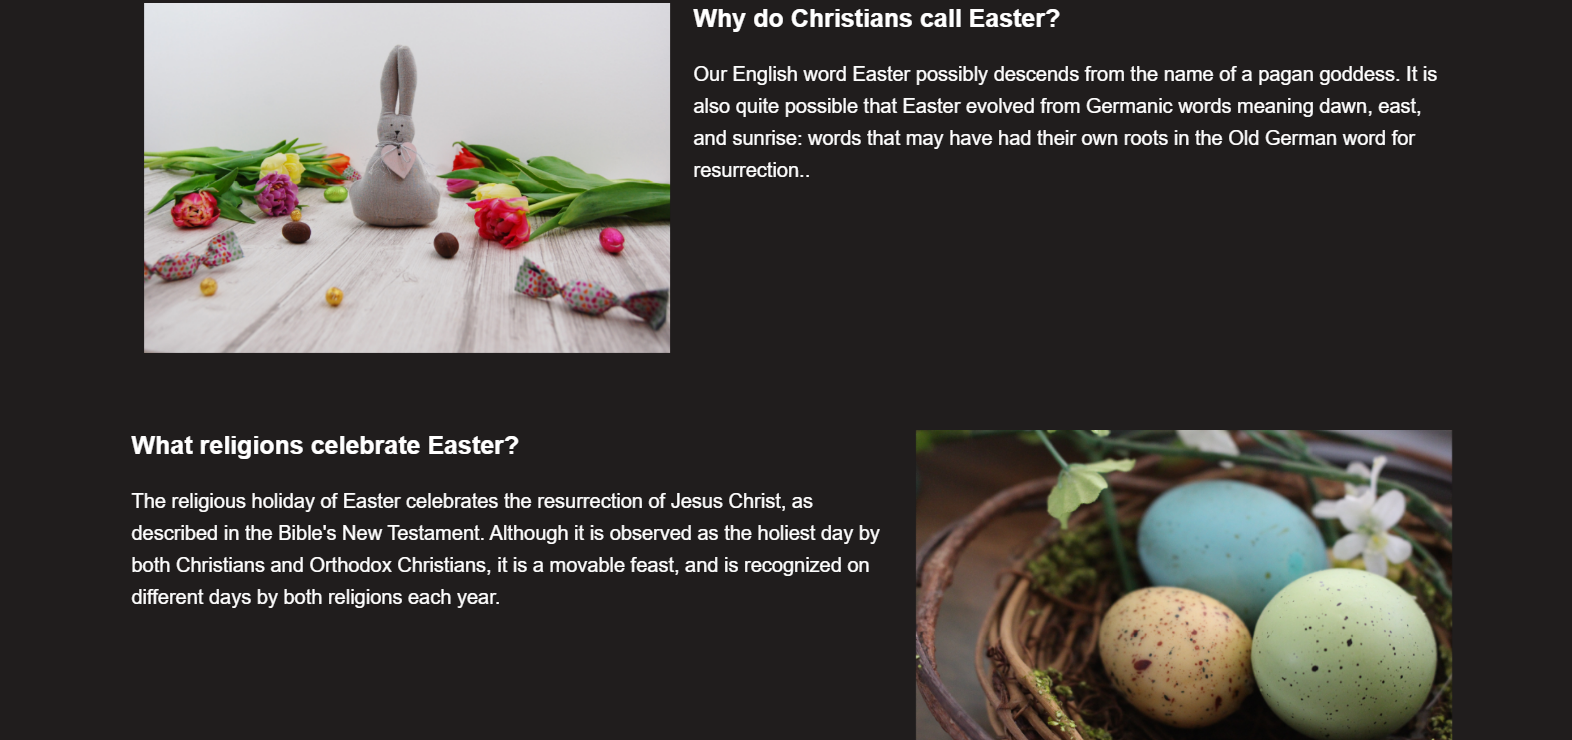 Why do Christians call Easter?
Our English word Easter possibly descends from the name of a pagan goddess. It is
also quite possible that Easter evolved from Germanic words meaning dawn, east,
and sunrise: words that may have had their own roots in the Old German word for
resurrection..
What religions celebrate Easter?
The religious holiday of Easter celebrates the resurrection of Jesus Christ, as
described in the Bible's New Testament. Although it is observed as the holiest day by
both Christians and Orthodox Christians, it is a movable feast, and is recognized on
different days by both religions each year.